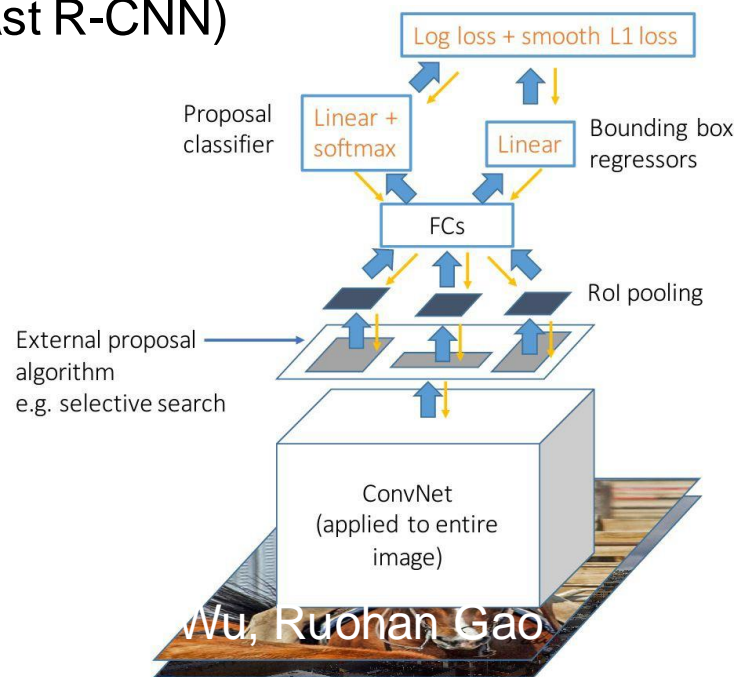 ast R-CNN)
Log loss + smooth L1 loss
Proposal
classifier
Linear +
softmax
Linear
Bounding box
regressors
FCs
RoI pooling
External proposal
algorithm
e.g. selective search
ConvNet
(applied to entire
image)
Wu, Ruohan Gao